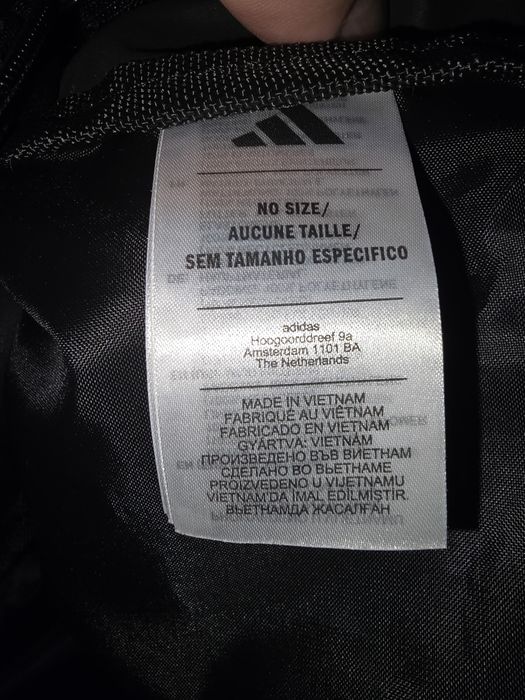 NO SIZE/
AUCUNE TAILLE/
SEM TAMANHO ESPECIFICO
adidas
Hoogoorddreef 9a
Amsterdam 1101 BA
The Netherlands
MADE IN VIETNAM
FABRIQUÉ AU VIÊTNAM
FABRICADO EN VIETNAM
GYÁRTVA: VIETNÁM
ПРОИЗВЕДЕНО ВЪВ ВИЕТНАМ
СДЕЛАНО ВО ВЬЕТНАМЕ
PROIZVEDENO U VIJETNAMU
VIETNAM'DA İMAL EDİLMİŞTİR.
ВЬЕТНАМДА ЖАСАЛҒАН